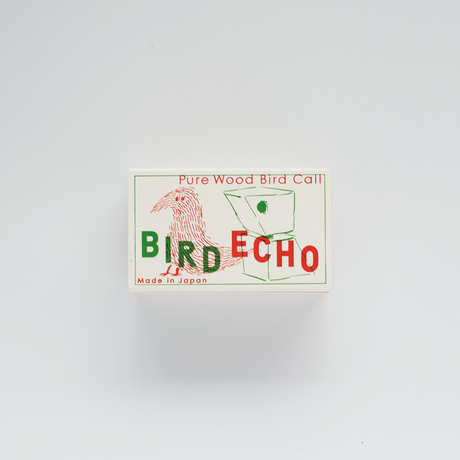 Pure Wood Bird Call
BIRD ECHO
Made in Japan